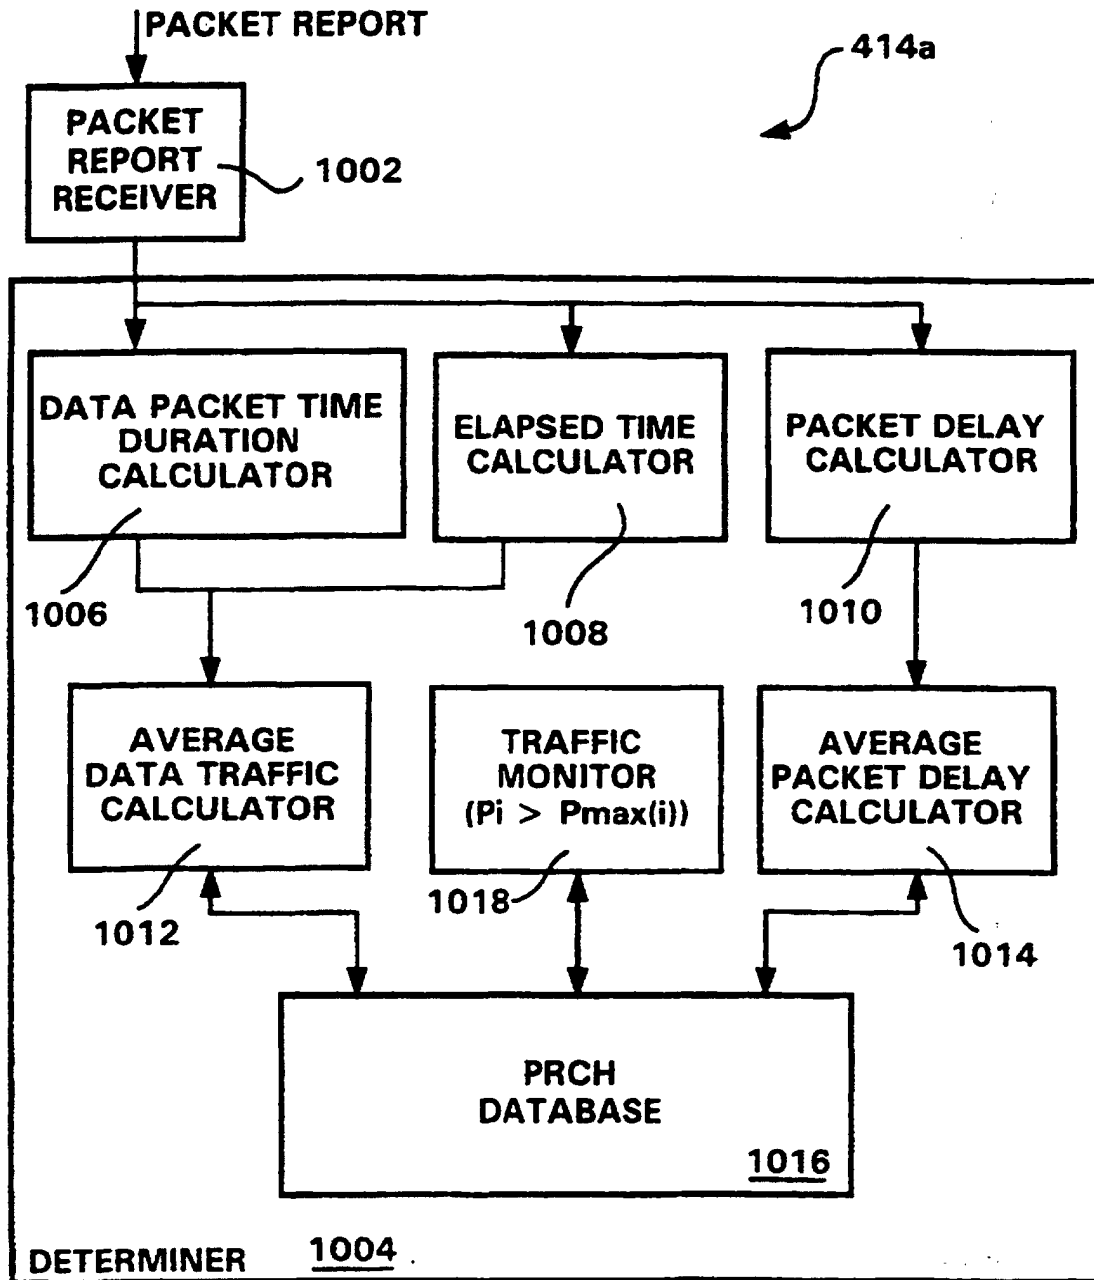 PACKET REPORT
414a
PACKET
REPORT
RECEIVER
1002
DATA PACKET TIME
DURATION
CALCULATOR
ELAPSED TIME
CALCULATOR
PACKET DELAY
CALCULATOR
1006
1008
1010
AVERAGE
DATA TRAFFIC
CALCULATOR
TRAFFIC
MONITOR
(Pi > Pmax(i))
AVERAGE
PACKET DELAY
CALCULATOR
1012
1018
1014
PRCH
DATABASE
1016
DETERMINER 1004